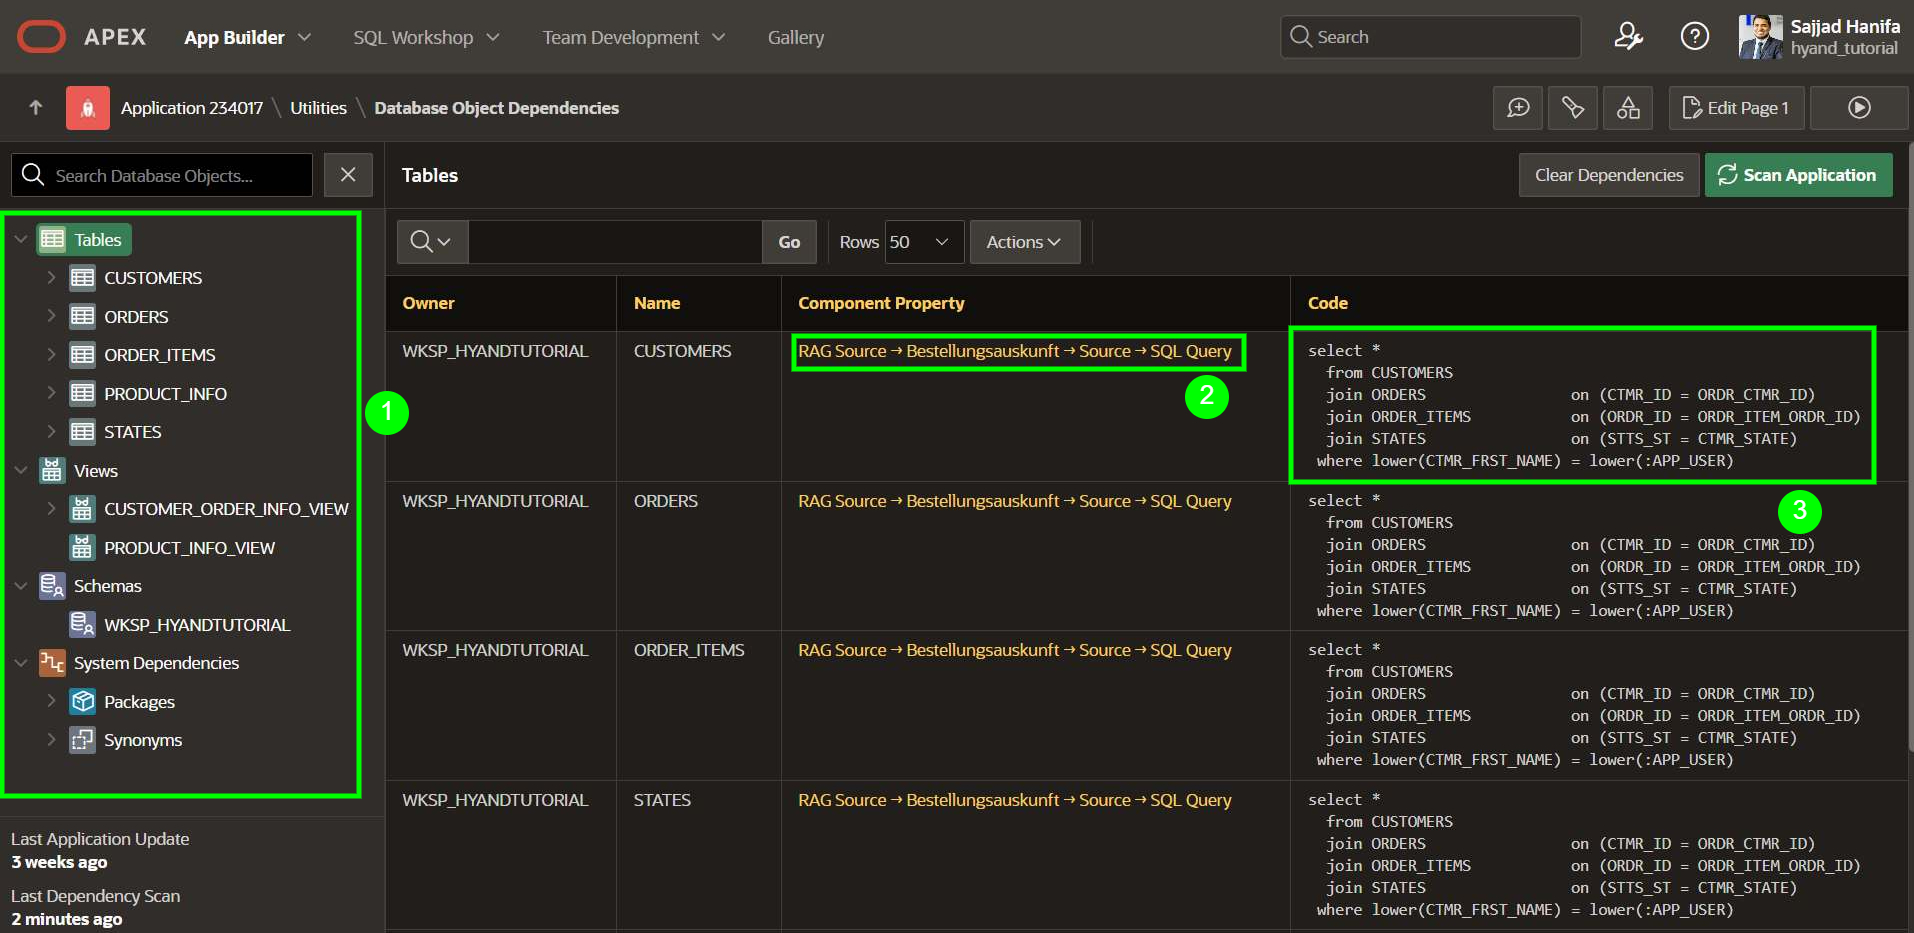 APEX App Builder SQL Workshop Team Development Gallery Search Sajjad Hanifa
hyand_tutorial
Application 234017 \ Utilities \ Database Object Dependencies Edit Page 1
Search Database Objects...
Tables
CUSTOMERS
ORDERS
ORDER_ITEMS
PRODUCT_INFO
STATES
Views
CUSTOMER_ORDER_INFO_VIEW
PRODUCT_INFO_VIEW
Schemas
WKSP_HYANDTUTORIAL
System Dependencies
Packages
Synonyms
1
Last Application Update
3 weeks ago
Last Dependency Scan
2 minutes ago
Tables Clear Dependencies Scan Application
Go Rows 50 Actions
Owner Name Component Property Code
WKSP_HYANDTUTORIAL CUSTOMERS RAG Source → Bestellungsauskunft → Source → SQL Query
2
select *
from CUSTOMERS
join ORDERS on (CTMR_ID = ORDR_CTMR_ID)
join ORDER_ITEMS on (ORDR_ID = ORDR_ITEM_ORDR_ID)
join STATES on (STTS_ST = CTMR_STATE)
where lower(CTMR_FRST_NAME) = lower(:APP_USER)
3
WKSP_HYANDTUTORIAL ORDERS RAG Source → Bestellungsauskunft → Source → SQL Query
select *
from CUSTOMERS
join ORDERS on (CTMR_ID = ORDR_CTMR_ID)
join ORDER_ITEMS on (ORDR_ID = ORDR_ITEM_ORDR_ID)
join STATES on (STTS_ST = CTMR_STATE)
where lower(CTMR_FRST_NAME) = lower(:APP_USER)
WKSP_HYANDTUTORIAL ORDER_ITEMS RAG Source → Bestellungsauskunft → Source → SQL Query
select *
from CUSTOMERS
join ORDERS on (CTMR_ID = ORDR_CTMR_ID)
join ORDER_ITEMS on (ORDR_ID = ORDR_ITEM_ORDR_ID)
join STATES on (STTS_ST = CTMR_STATE)
where lower(CTMR_FRST_NAME) = lower(:APP_USER)
WKSP_HYANDTUTORIAL STATES RAG Source → Bestellungsauskunft → Source → SQL Query
select *
from CUSTOMERS
join ORDERS on (CTMR_ID = ORDR_CTMR_ID)
join ORDER_ITEMS on (ORDR_ID = ORDR_ITEM_ORDR_ID)
join STATES on (STTS_ST = CTMR_STATE)
where lower(CTMR_FRST_NAME) = lower(:APP_USER)